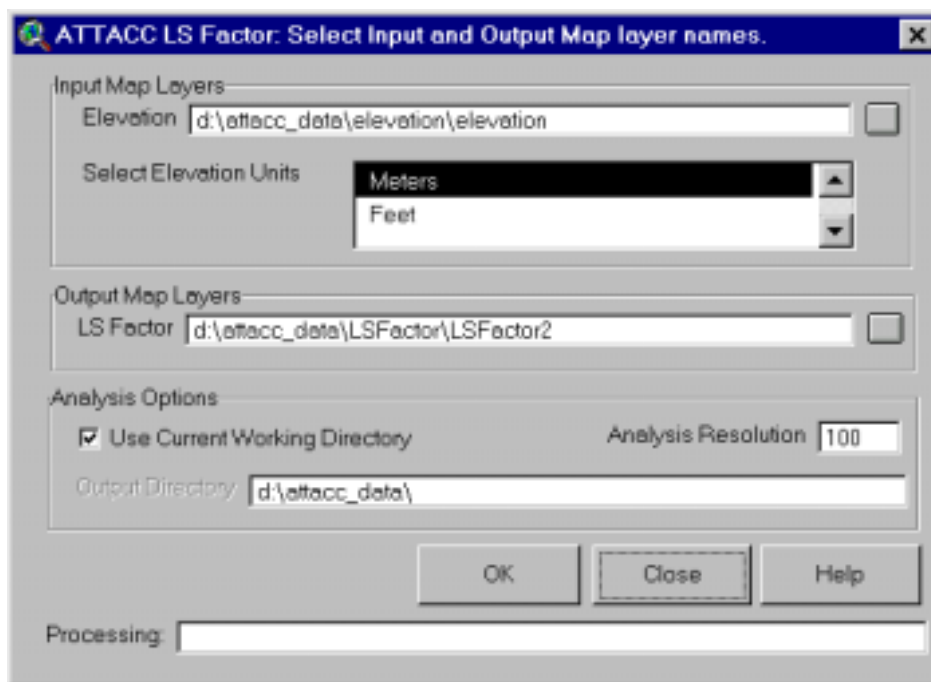 ATTACC LS Factor: Select Input and Output Map layer names.
Input Map Layers
Elevation d:\attacc_data\elevation\elevation
Select Elevation Units Meters
Feet
Output Map Layers
LS Factor d:\attacc_data\LSFactor\LSFactor2
Analysis Options
Use Current Working Directory Analysis Resolution 100
Output Directory d:\attacc_data\
OK Close Help
Processing: